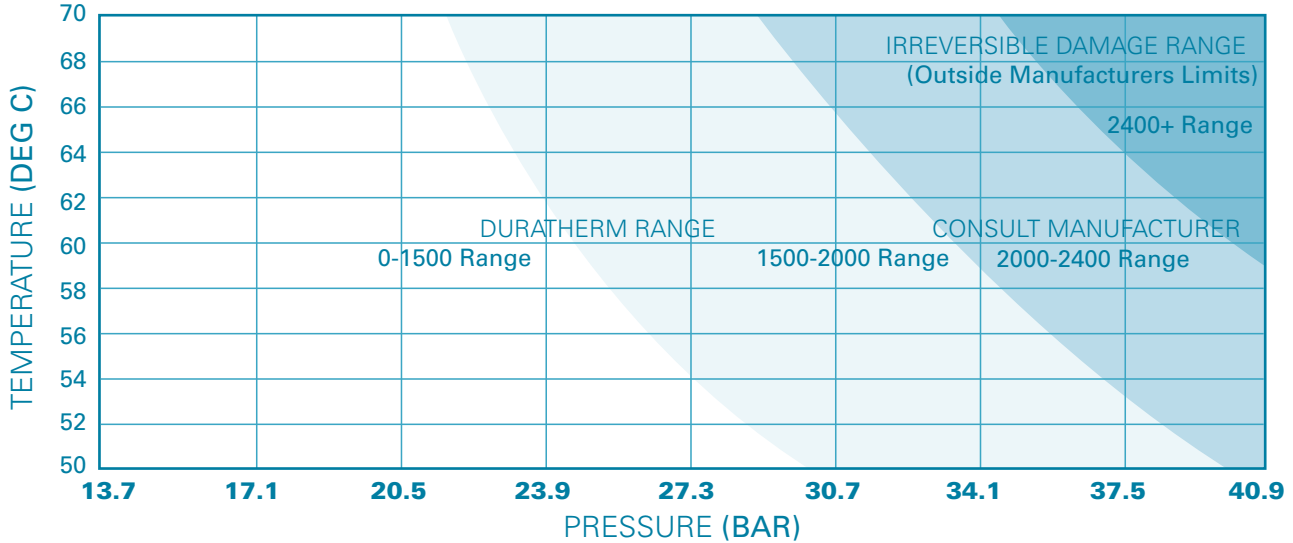 70
68
66
64
62
60
58
56
54
52
50
TEMPERATURE (DEG C)
IRREVERSIBLE DAMAGE RANGE
(Outside Manufacturers Limits)
2400+ Range
DURATHERM RANGE
0-1500 Range
1500-2000 Range
CONSULT MANUFACTURER
2000-2400 Range
13.7 17.1 20.5 23.9 27.3 30.7 34.1 37.5 40.9
PRESSURE (BAR)